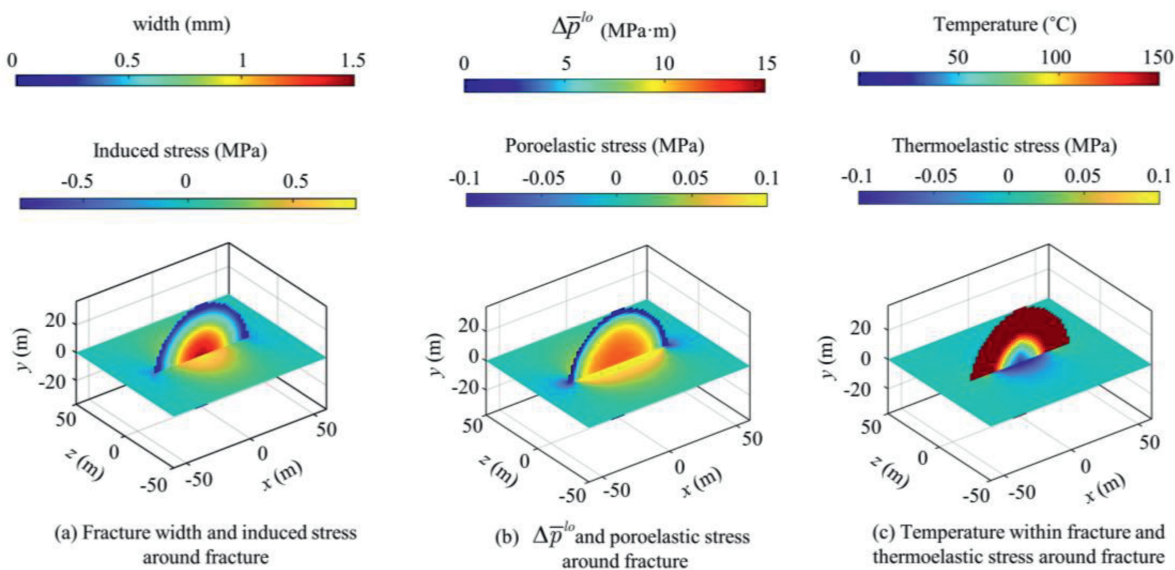 width (mm)
0 0.5 1 1.5
Induced stress (MPa)
-0.5 0 0.5
20
0
-20
y (m)
50
0
-50
z (m)
-50
0
50
x (m)
(a) Fracture width and induced stress
around fracture
Δp̅ˡᵒ (MPa·m)
0 5 10 15
Poroelastic stress (MPa)
-0.1 -0.05 0 0.05 0.1
20
0
-20
y (m)
50
0
-50
z (m)
-50
0
50
x (m)
(b) Δp̅ˡᵒ and poroelastic stress
around fracture
Temperature (°C)
0 50 100 150
Thermoelastic stress (MPa)
-0.1 -0.05 0 0.05 0.1
20
0
-20
y (m)
50
0
-50
z (m)
-50
0
50
x (m)
(c) Temperature within fracture and
thermoelastic stress around fracture